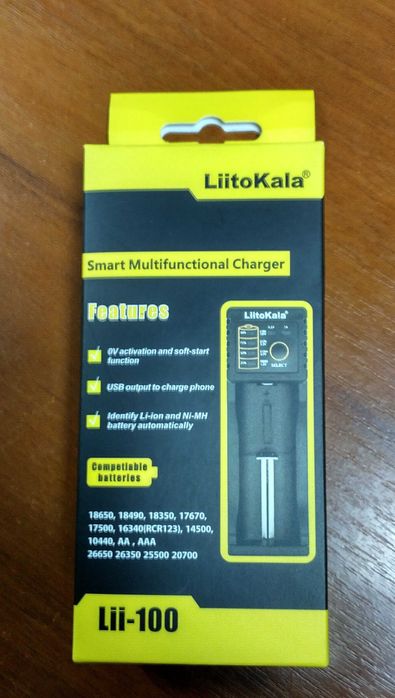 LiitoKala®
Smart Multifunctional Charger
Features
0V activation and soft-start
function
USB output to charge phone
Identify Li-ion and Ni-MH
battery automatically
Competiable
batteries
18650, 18490, 18350, 17670,
17500, 16340(RCR123), 14500,
10440, AA , AAA
26650 26350 25500 20700
LiitoKala®
SELECT
Lii-100